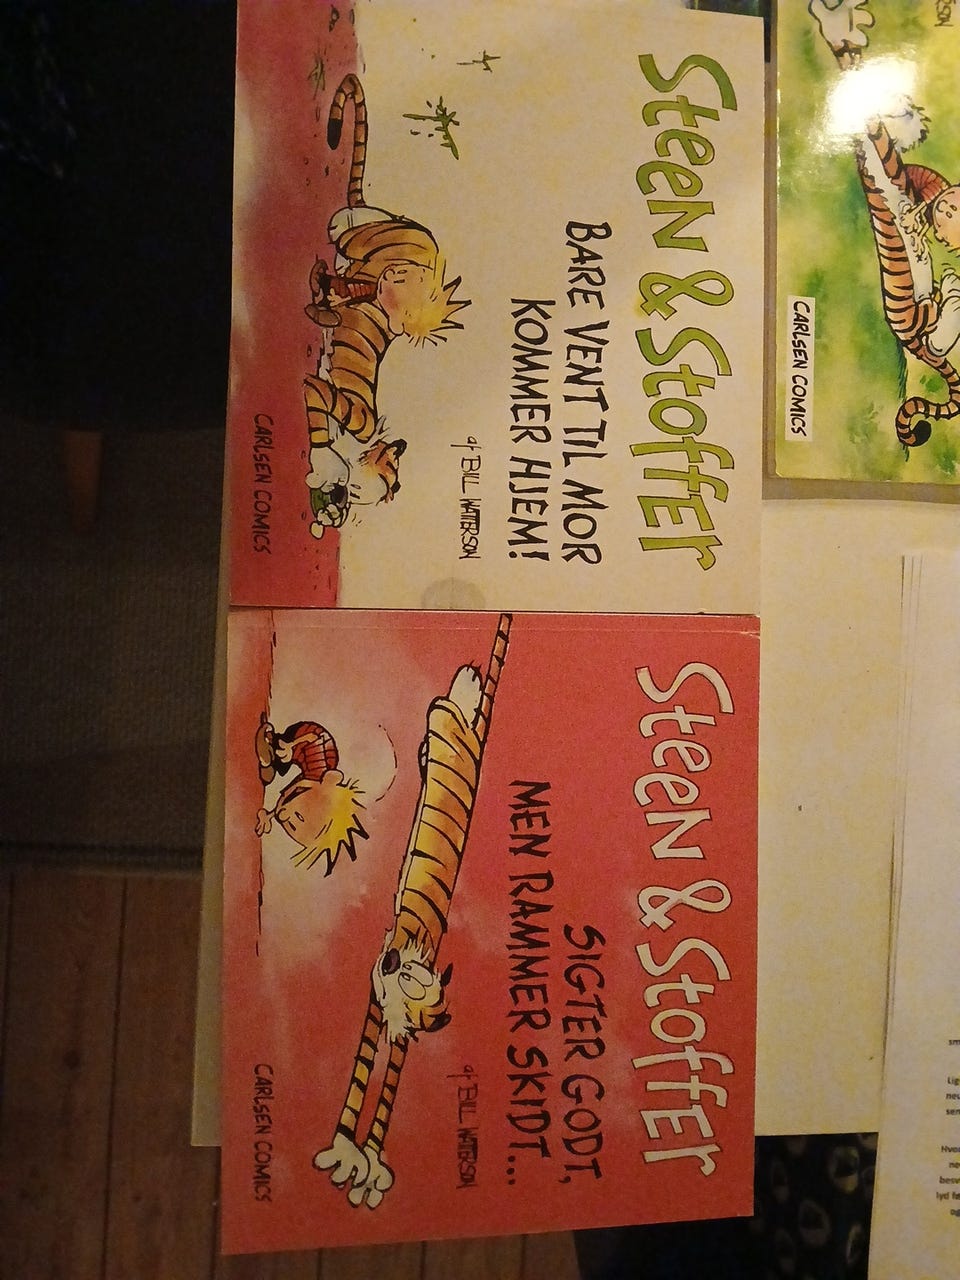 Steen & Stoffer
BARE VENT TIL MOR
KOMMER HJEM!
af BILL WATTERSON
CARLSEN COMICS
Steen & Stoffer
SIGTER GODT,
MEN RAMMER SKIDT...
af BILL WATTERSON
CARLSEN COMICS
CARLSEN COMICS